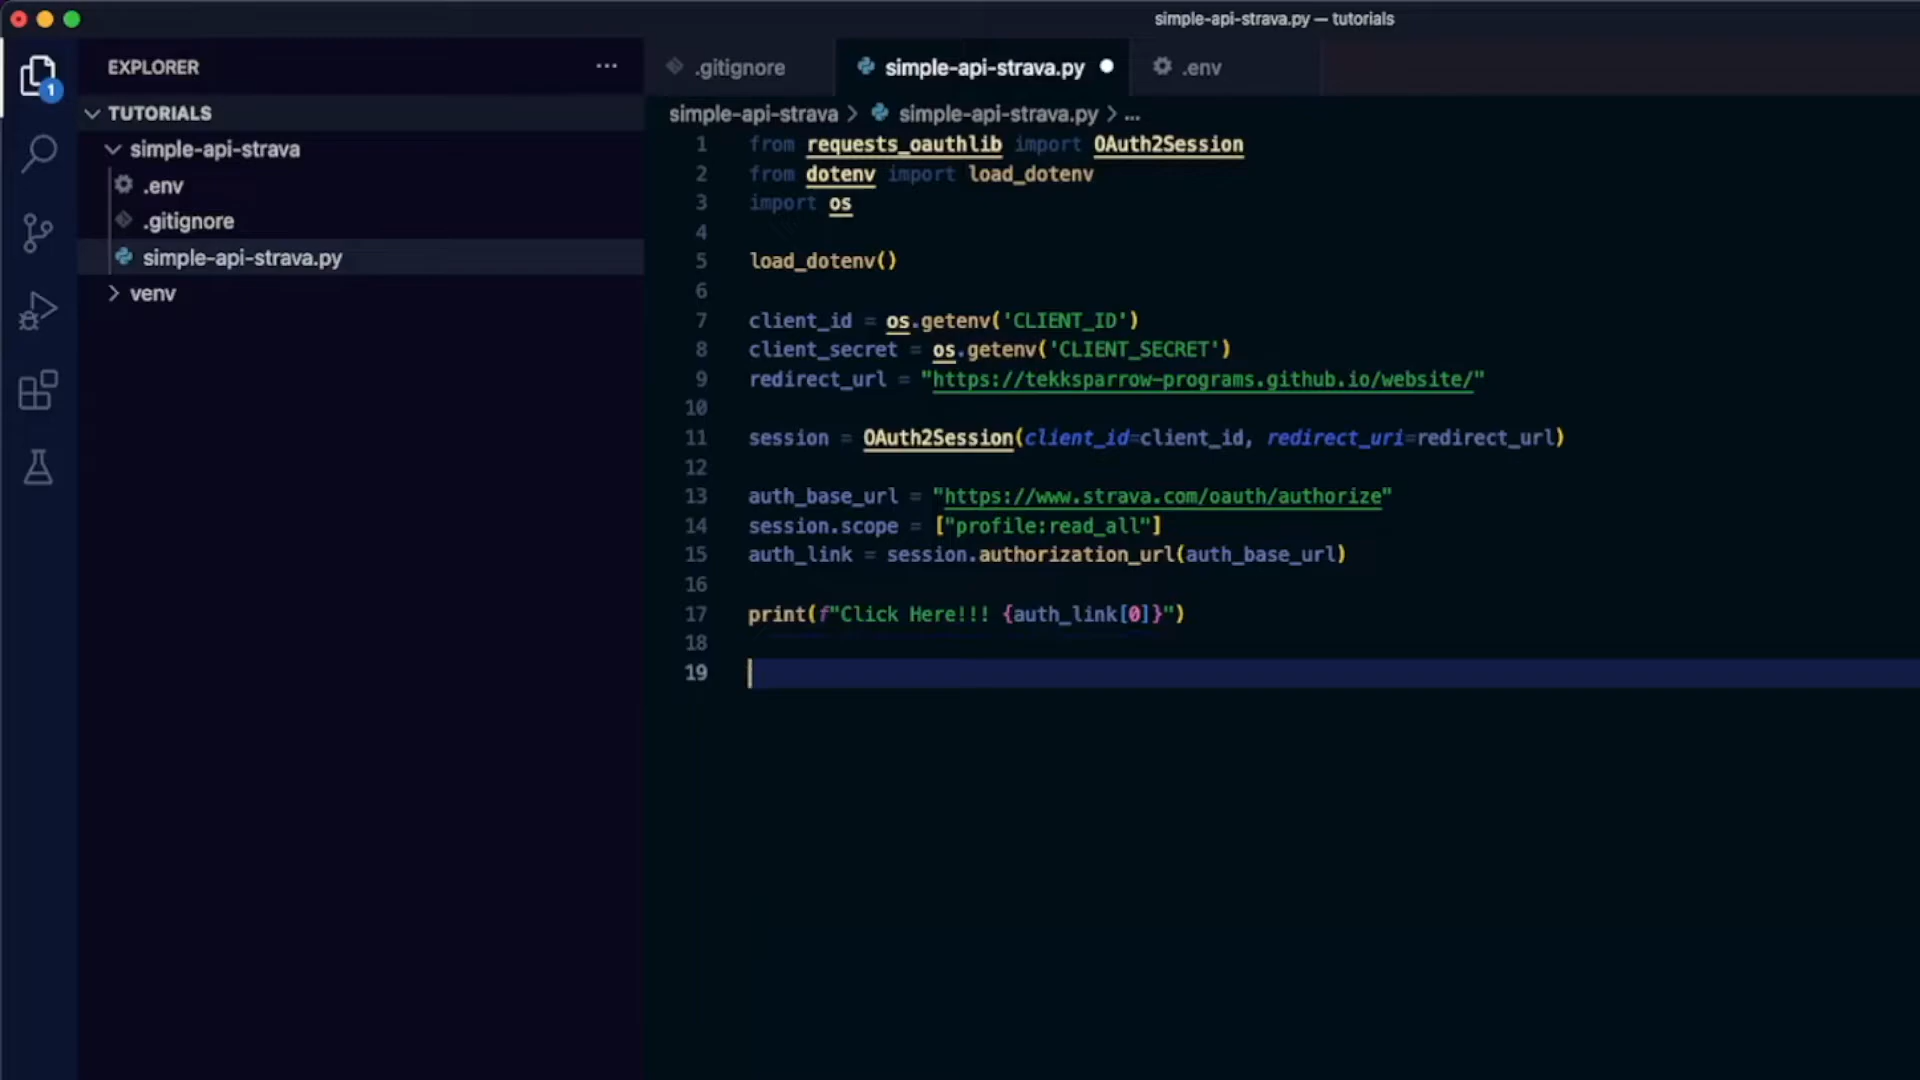 simple-api-strava.py — tutorials
EXPLORER
...
.gitignore
simple-api-strava.py
.env
1
TUTORIALS
simple-api-strava
.env
.gitignore
simple-api-strava.py
venv
simple-api-strava > simple-api-strava.py > ...
1 from requests_oauthlib import OAuth2Session
2 from dotenv import load_dotenv
3 import os
4
5 load_dotenv()
6
7 client_id = os.getenv('CLIENT_ID')
8 client_secret = os.getenv('CLIENT_SECRET')
9 redirect_url = "https://tekksparrow-programs.github.io/website/"
10
11 session = OAuth2Session(client_id=client_id, redirect_uri=redirect_url)
12
13 auth_base_url = "https://www.strava.com/oauth/authorize"
14 session.scope = ["profile:read_all"]
15 auth_link = session.authorization_url(auth_base_url)
16
17 print(f"Click Here!!! {auth_link[0]}")
18
19